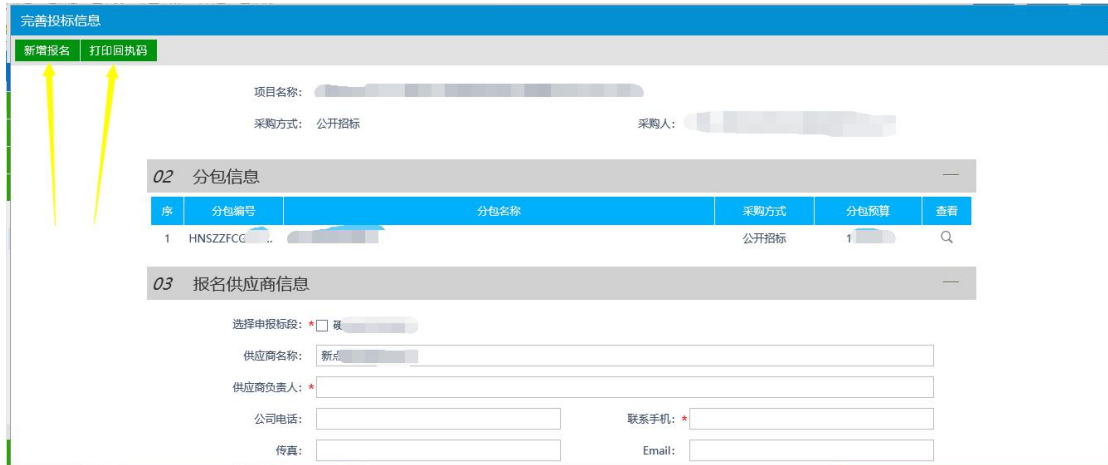 完善投标信息
新增报名 打印回执码
项目名称：
采购方式： 公开招标 采购人：
02 分包信息
序 分包编号 分包名称 采购方式 分包预算 查看
1 HNSZZFCG .. 公开招标 1
03 报名供应商信息
选择申报标段： *
供应商名称： 新点
供应商负责人： *
公司电话： 联系手机： *
传真： Email：